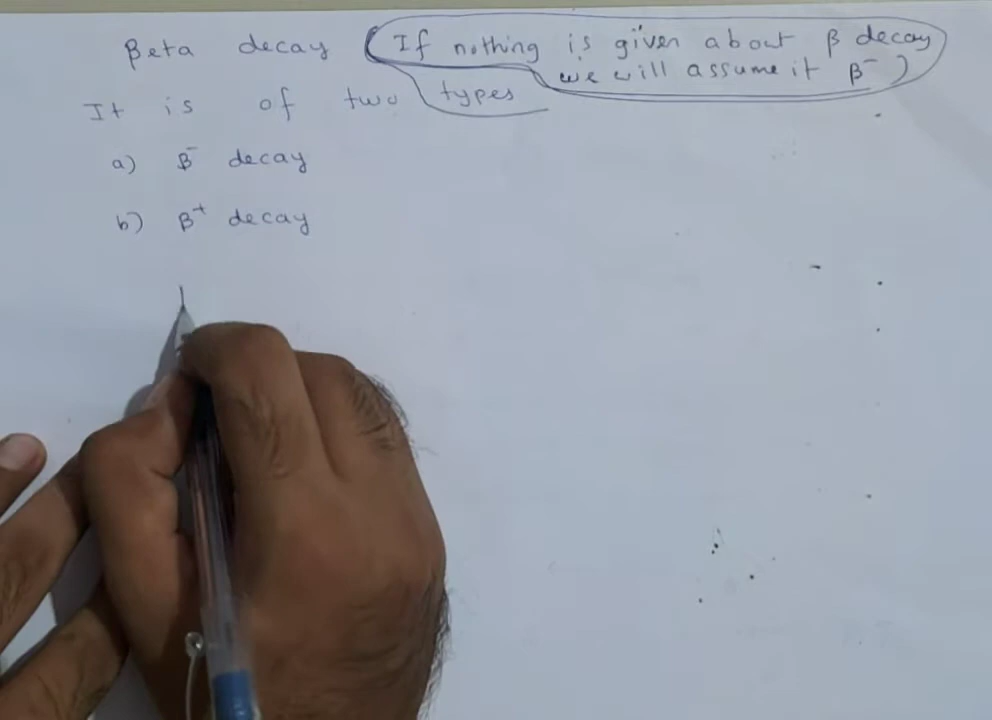 Beta decay (If nothing is given about β decay
we will assume it β⁻)
It is of two types
a) β⁻ decay
b) β⁺ decay